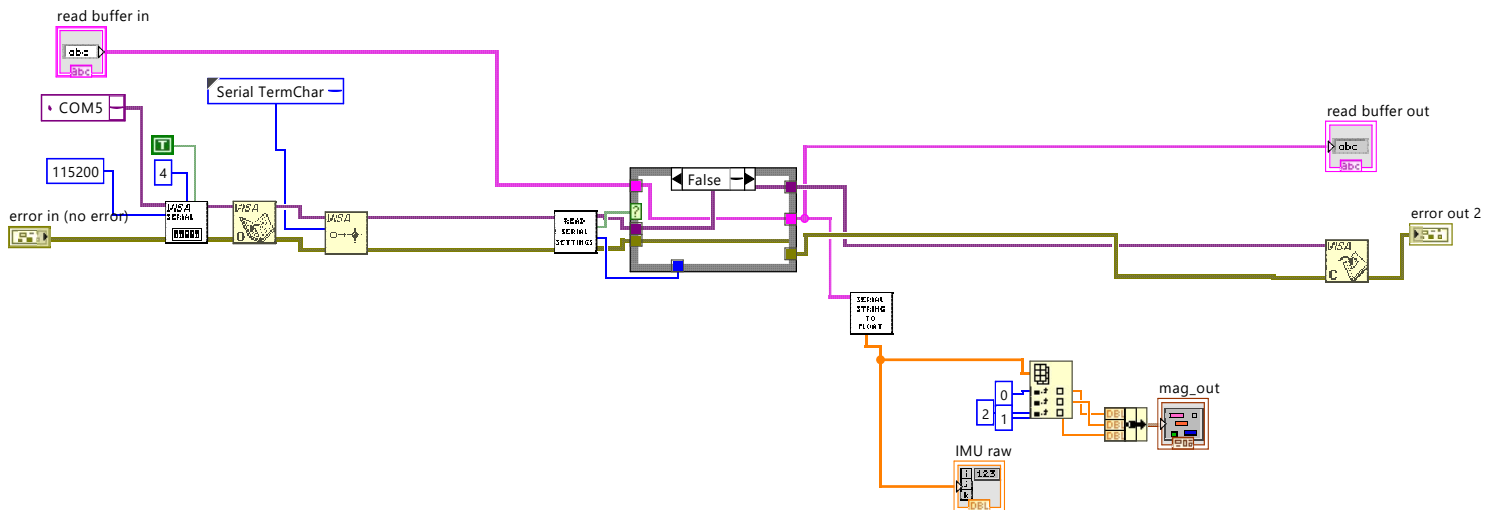 read buffer in
abc
abc
COM5
Serial TermChar
T
115200
4
error in (no error)
VISA
SERIAL
VISA
O
VISA
READ
SERIAL
SETTINGS
False
?
read buffer out
abc
abc
error out 2
VISA
C
SERIAL
STRING
TO
FLOAT
0
2
1
DBL
DBL
DBL
mag_out
IMU raw
i
j
k
123
DBL